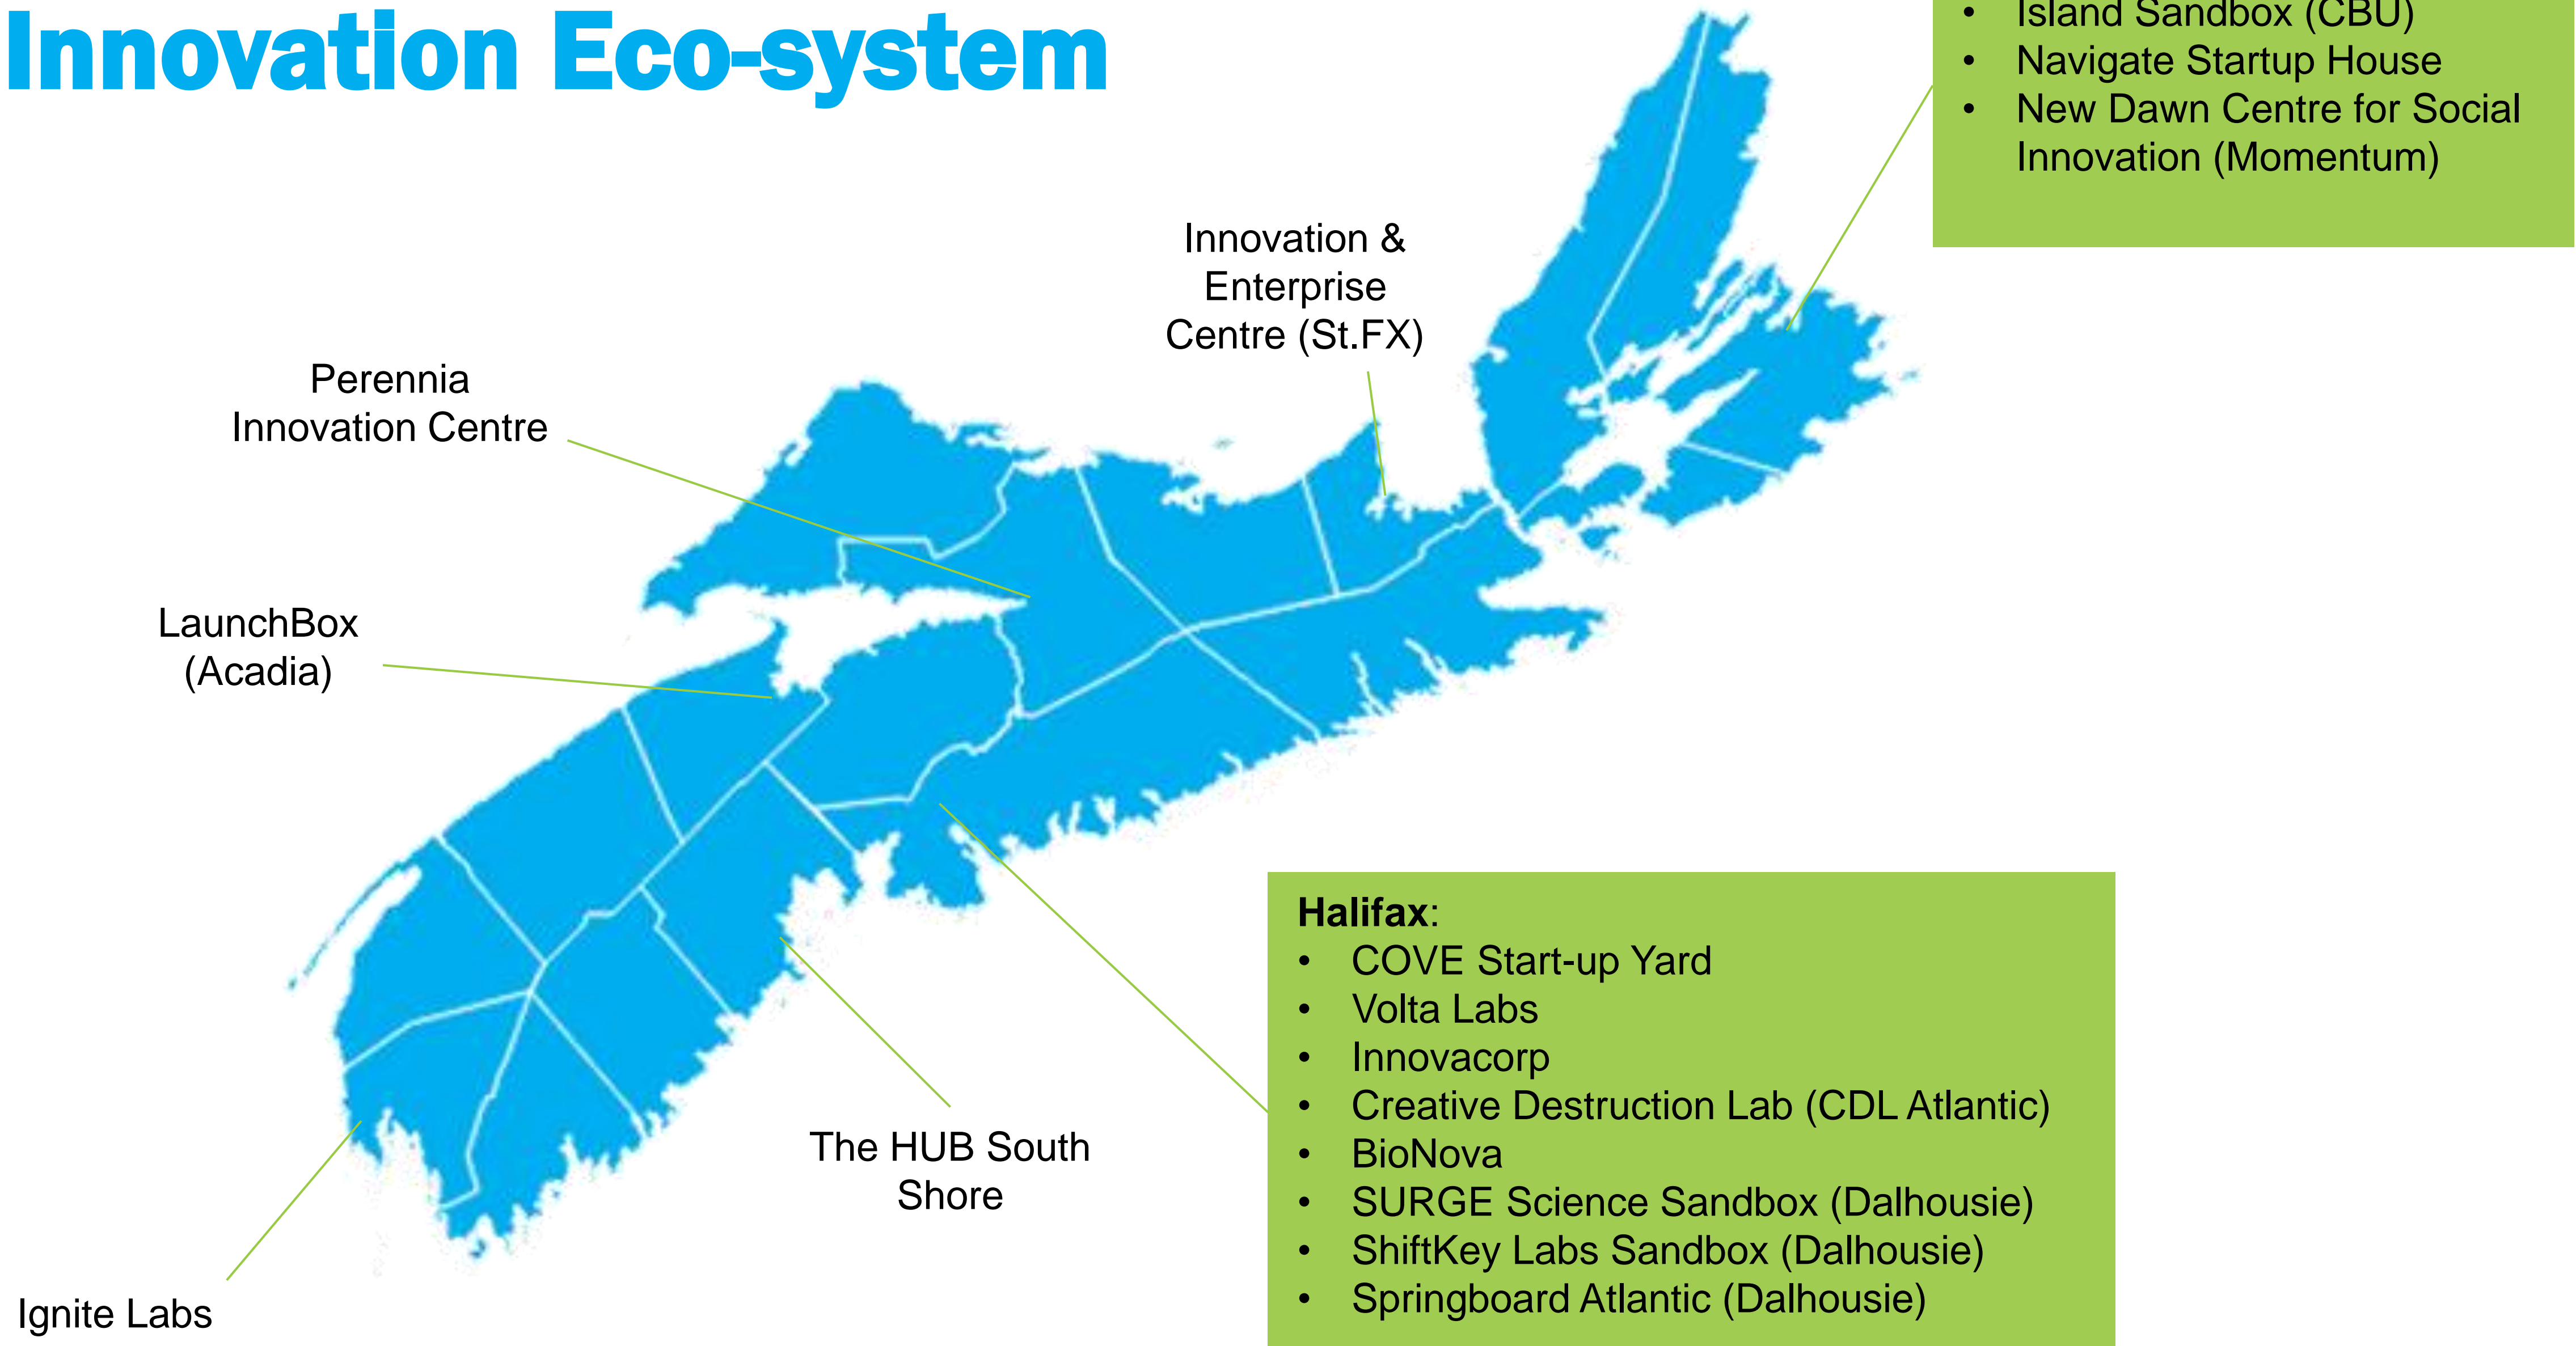 Innovation Eco-system
• Island Sandbox (CBU)
• Navigate Startup House
• New Dawn Centre for Social
Innovation (Momentum)
Innovation &
Enterprise
Centre (St.FX)
Perennia
Innovation Centre
LaunchBox
(Acadia)
Halifax:
• COVE Start-up Yard
• Volta Labs
• Innovacorp
• Creative Destruction Lab (CDL Atlantic)
• BioNova
• SURGE Science Sandbox (Dalhousie)
• ShiftKey Labs Sandbox (Dalhousie)
• Springboard Atlantic (Dalhousie)
The HUB South
Shore
Ignite Labs